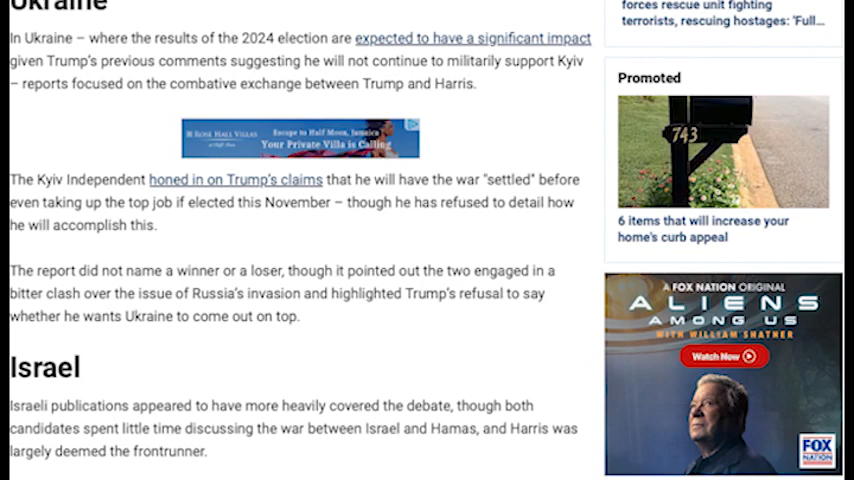 Ukraine
In Ukraine – where the results of the 2024 election are expected to have a significant impact
given Trump's previous comments suggesting he will not continue to militarily support Kyiv
– reports focused on the combative exchange between Trump and Harris.
ROSE HALL VILLAS
Escape to Half Moon, Jamaica
Your Private Villa is Calling
The Kyiv Independent honed in on Trump's claims that he will have the war "settled" before
even taking up the top job if elected this November – though he has refused to detail how
he will accomplish this.
The report did not name a winner or a loser, though it pointed out the two engaged in a
bitter clash over the issue of Russia's invasion and highlighted Trump's refusal to say
whether he wants Ukraine to come out on top.
Israel
Israeli publications appeared to have more heavily covered the debate, though both
candidates spent little time discussing the war between Israel and Hamas, and Harris was
largely deemed the frontrunner.
forces rescue unit fighting
terrorists, rescuing hostages: 'Full...
Promoted
743
6 items that will increase your
home's curb appeal
A FOX NATION ORIGINAL
ALIENS
AMONG US
WITH WILLIAM SHATNER
Watch Now
FOX
NATION